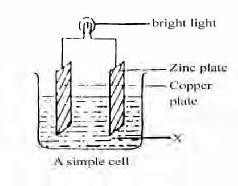 bright light
Zinc plate
Copper
plate
X
A simple cell